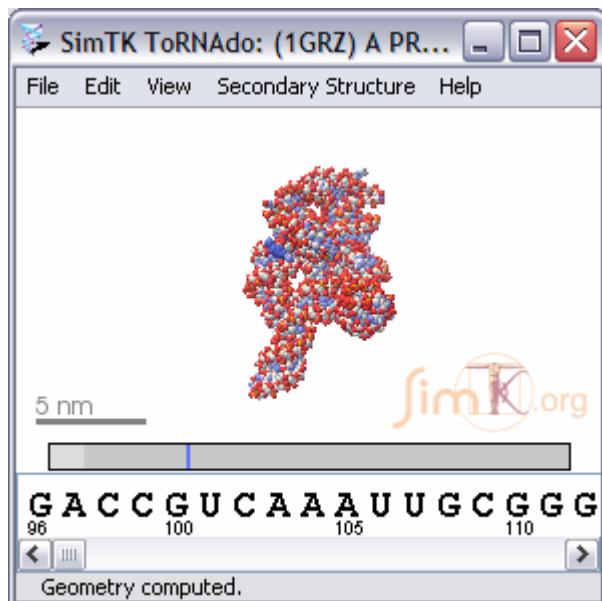 SimTK ToRNAdo: (1GRZ) A PR...
File Edit View Secondary Structure Help
5 nm
SimTK.org
G A C C G U C A A A U U G C G G G
96 100 105 110
Geometry computed.